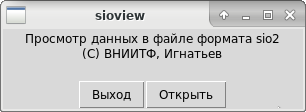 sioview
Просмотр данных в файле формата sio2
(C) ВНИИТФ, Игнатьев
Выход Открыть